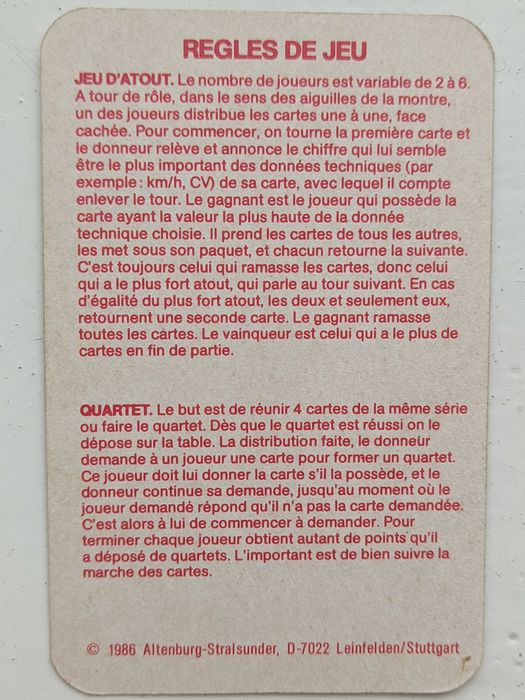 REGLES DE JEU
JEU D'ATOUT. Le nombre de joueurs est variable de 2 à 6.
A tour de rôle, dans le sens des aiguilles de la montre,
un des joueurs distribue les cartes une à une, face
cachée. Pour commencer, on tourne la première carte et
le donneur relève et annonce le chiffre qui lui semble
être le plus important des données techniques (par
exemple: km/h, CV) de sa carte, avec lequel il compte
enlever le tour. Le gagnant est le joueur qui possède la
carte ayant la valeur la plus haute de la donnée
technique choisie. Il prend les cartes de tous les autres,
les met sous son paquet, et chacun retourne la suivante.
C'est toujours celui qui ramasse les cartes, donc celui
qui a le plus fort atout, qui parle au tour suivant. En cas
d'égalité du plus fort atout, les deux et seulement eux,
retournent une seconde carte. Le gagnant ramasse
toutes les cartes. Le vainqueur est celui qui a le plus de
cartes en fin de partie.
QUARTET. Le but est de réunir 4 cartes de la même série
ou faire le quartet. Dès que le quartet est réussi on le
dépose sur la table. La distribution faite, le donneur
demande à un joueur une carte pour former un quartet.
Ce joueur doit lui donner la carte s'il la possède, et le
donneur continue sa demande, jusqu'au moment où le
joueur demandé répond qu'il n'a pas la carte demandée.
C'est alors à lui de commencer à demander. Pour
terminer chaque joueur obtient autant de points qu'il
a déposé de quartets. L'important est de bien suivre la
marche des cartes.
© 1986 Altenburg-Stralsunder, D-7022 Leinfelden/Stuttgart